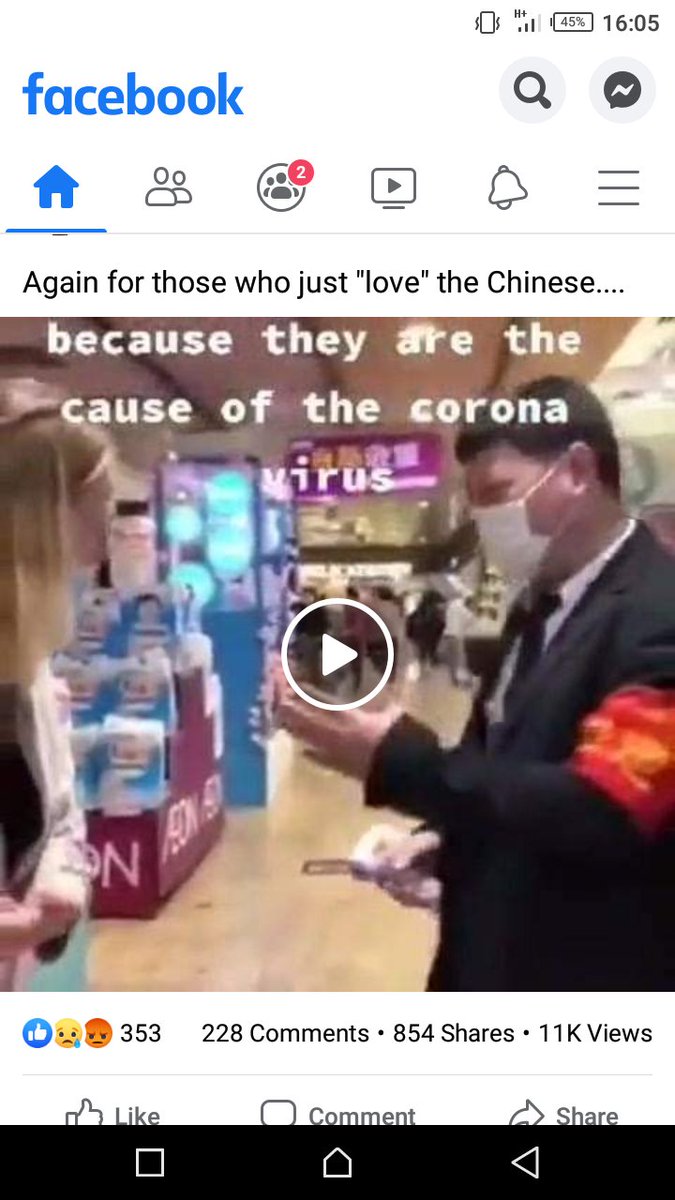 H+
45%
16:05
facebook
2
Again for those who just "love" the Chinese....
because they are the
cause of the corona
virus
ÆON
353
228 Comments • 854 Shares • 11K Views
Like
Comment
Share